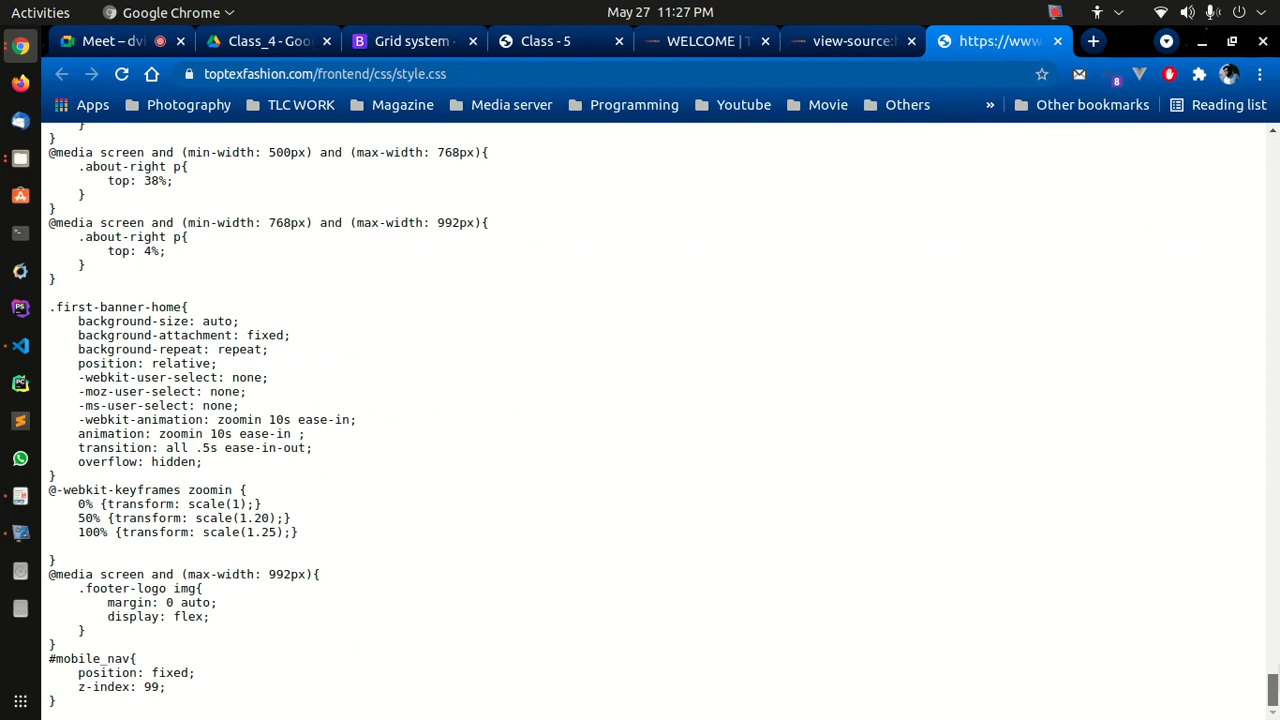 Activities
Google Chrome
May 27 11:27 PM
Meet – dvi
Class_4 - Goo
Grid system -
Class - 5
WELCOME | T
view-source:h
https://www
toptexfashion.com/frontend/css/style.css
8
Apps
Photography
TLC WORK
Magazine
Media server
Programming
Youtube
Movie
Others
»
Other bookmarks
Reading list
}
}
@media screen and (min-width: 500px) and (max-width: 768px){
.about-right p{
top: 38%;
}
}
@media screen and (min-width: 768px) and (max-width: 992px){
.about-right p{
top: 4%;
}
}
.first-banner-home{
background-size: auto;
background-attachment: fixed;
background-repeat: repeat;
position: relative;
-webkit-user-select: none;
-moz-user-select: none;
-ms-user-select: none;
-webkit-animation: zoomin 10s ease-in;
animation: zoomin 10s ease-in ;
transition: all .5s ease-in-out;
overflow: hidden;
}
@-webkit-keyframes zoomin {
0% {transform: scale(1);}
50% {transform: scale(1.20);}
100% {transform: scale(1.25);}
}
@media screen and (max-width: 992px){
.footer-logo img{
margin: 0 auto;
display: flex;
}
}
#mobile_nav{
position: fixed;
z-index: 99;
}